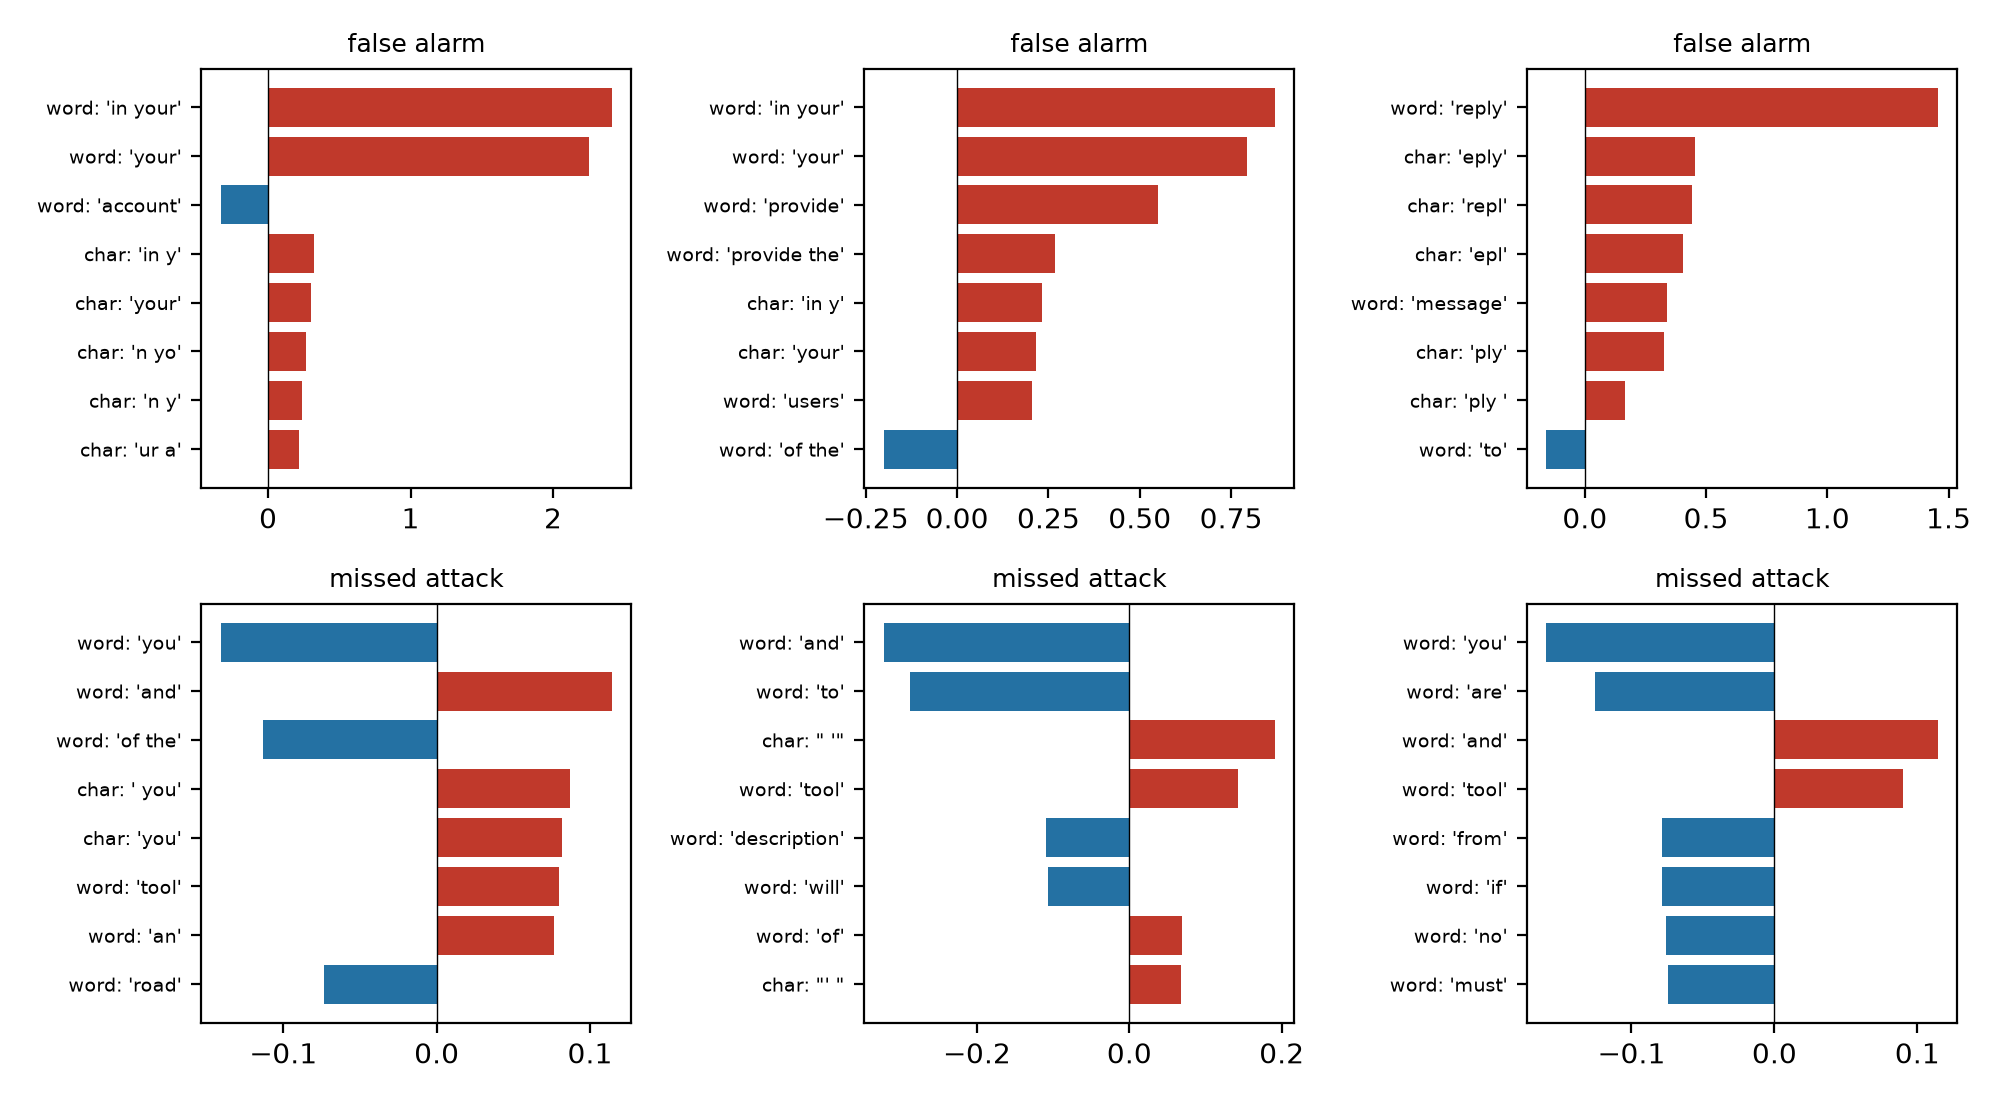 false alarm
word: 'in your'
word: 'your'
word: 'account'
char: 'in y'
char: 'your'
char: 'n yo'
char: 'n y'
char: 'ur a'
0 1 2
false alarm
word: 'in your'
word: 'your'
word: 'provide'
word: 'provide the'
char: 'in y'
char: 'your'
word: 'users'
word: 'of the'
−0.25 0.00 0.25 0.50 0.75
false alarm
word: 'reply'
char: 'eply'
char: 'repl'
char: 'epl'
word: 'message'
char: 'ply'
char: 'ply '
word: 'to'
0.0 0.5 1.0 1.5
missed attack
word: 'you'
word: 'and'
word: 'of the'
char: ' you'
char: 'you'
word: 'tool'
word: 'an'
word: 'road'
−0.1 0.0 0.1
missed attack
word: 'and'
word: 'to'
char: " '"
word: 'tool'
word: 'description'
word: 'will'
word: 'of'
char: "' "
−0.2 0.0 0.2
missed attack
word: 'you'
word: 'are'
word: 'and'
word: 'tool'
word: 'from'
word: 'if'
word: 'no'
word: 'must'
−0.1 0.0 0.1